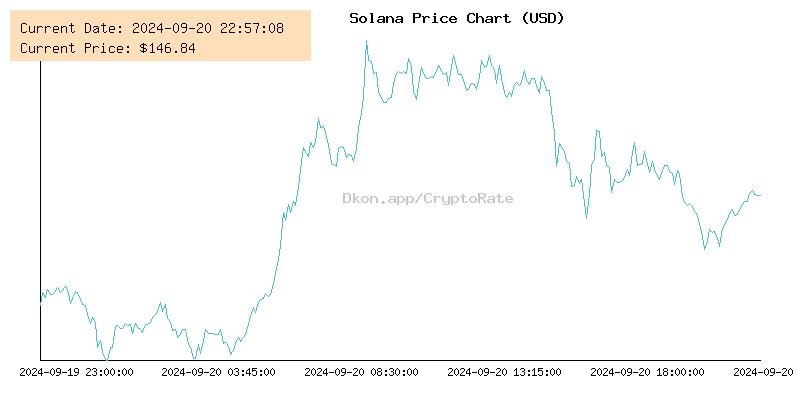 Solana Price Chart (USD)
Current Date: 2024-09-20 22:57:08
Current Price: $146.84
Dkon.app/CryptoRate
2024-09-19 23:00:00
2024-09-20 03:45:00
2024-09-20 08:30:00
2024-09-20 13:15:00
2024-09-20 18:00:00
2024-09-20